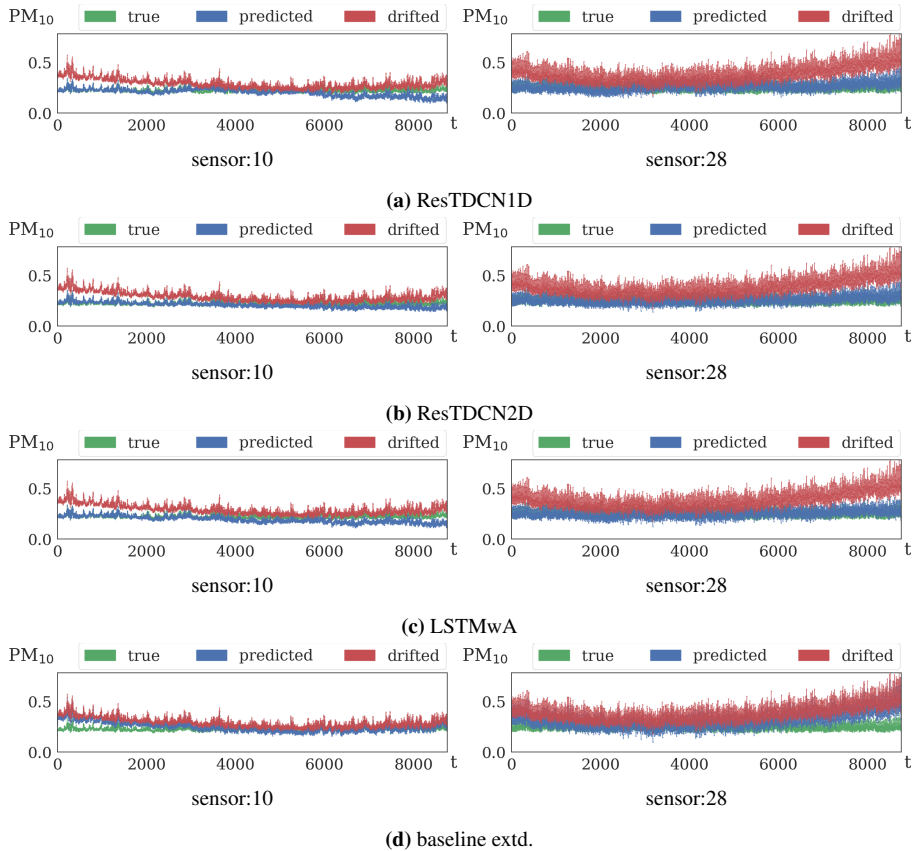 PM10 true predicted drifted PM10 true predicted drifted
0.5 0.5
0.0 0.0
0 2000 4000 6000 8000 t 0 2000 4000 6000 8000 t
sensor:10 sensor:28
(a) ResTDCN1D
PM10 true predicted drifted PM10 true predicted drifted
0.5 0.5
0.0 0.0
0 2000 4000 6000 8000 t 0 2000 4000 6000 8000 t
sensor:10 sensor:28
(b) ResTDCN2D
PM10 true predicted drifted PM10 true predicted drifted
0.5 0.5
0.0 0.0
0 2000 4000 6000 8000 t 0 2000 4000 6000 8000 t
sensor:10 sensor:28
(c) LSTMwA
PM10 true predicted drifted PM10 true predicted drifted
0.5 0.5
0.0 0.0
0 2000 4000 6000 8000 t 0 2000 4000 6000 8000 t
sensor:10 sensor:28
(d) baseline extd.